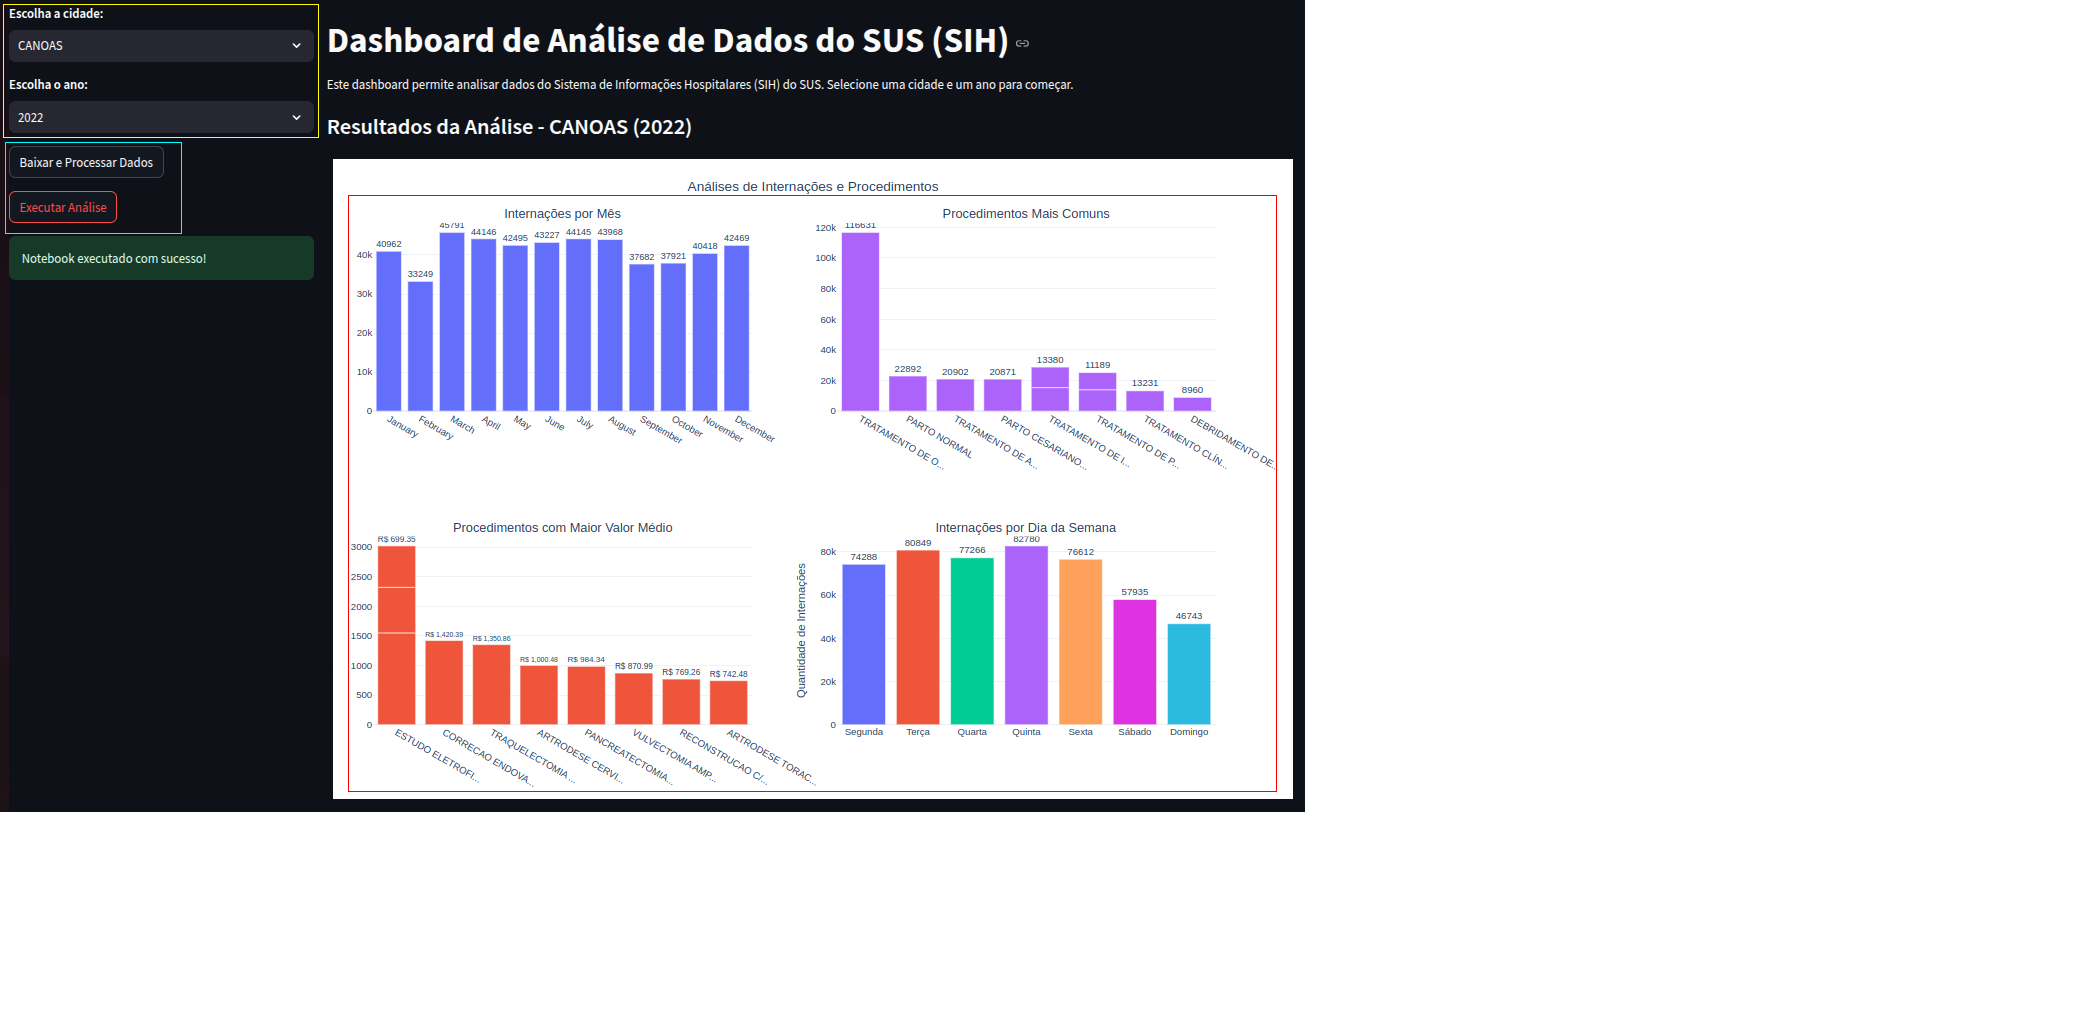 Escolha a cidade:
CANOAS
Escolha o ano:
2022
Baixar e Processar Dados
Executar Análise
Notebook executado com sucesso!
Dashboard de Análise de Dados do SUS (SIH)
Este dashboard permite analisar dados do Sistema de Informações Hospitalares (SIH) do SUS. Selecione uma cidade e um ano para começar.
Resultados da Análise - CANOAS (2022)
Análises de Internações e Procedimentos
Internações por Mês
40962 33249 45791 44146 42495 43227 44145 43968 37682 37921 40418 42469
40k
30k
20k
10k
0
January February March April May June July August September October November December
Procedimentos Mais Comuns
116631 22892 20902 20871 13380 11189 13231 8960
120k
100k
80k
60k
40k
20k
0
TRATAMENTO DE O...
PARTO NORMAL
TRATAMENTO DE A...
PARTO CESARIANO...
TRATAMENTO DE I...
TRATAMENTO DE P...
TRATAMENTO CLÍN...
DEBRIDAMENTO DE...
Procedimentos com Maior Valor Médio
R$ 699.35 R$ 1,420.39 R$ 1,350.86 R$ 1,000.48 R$ 984.34 R$ 870.99 R$ 769.26 R$ 742.48
3000
2500
2000
1500
1000
500
0
ESTUDO ELETROFI...
CORRECAO ENDOVA...
TRAQUELECTOMIA ...
ARTRODESE CERVI...
PANCREATECTOMIA...
VULVECTOMIA AMP...
RECONSTRUCAO C/...
ARTRODESE TORAC...
Internações por Dia da Semana
Quantidade de Internações
74288 80849 77266 82780 76612 57935 46743
80k
60k
40k
20k
0
Segunda Terça Quarta Quinta Sexta Sábado Domingo